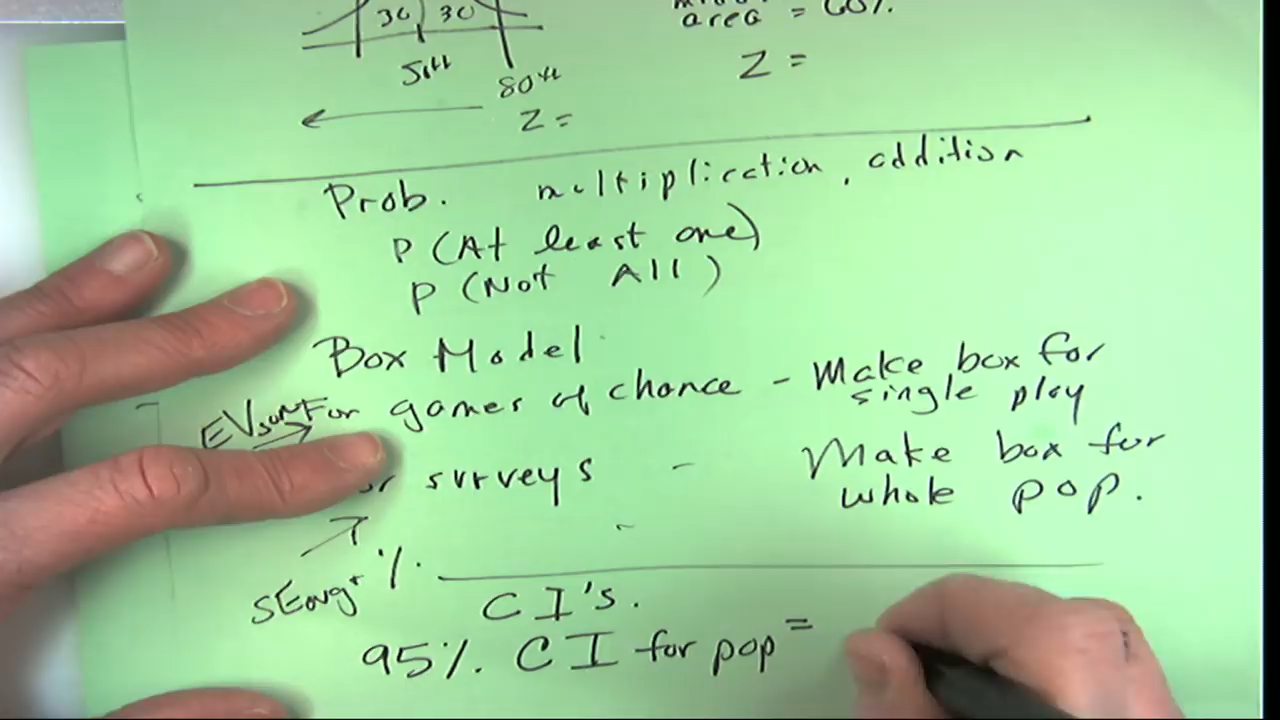 30 30
area = 60%.
50th
80th
Z =
Z =
Prob. multiplication, addition
P (At least one)
P (Not All)
Box Model
EVsum For games of chance - Make box for
single play
surveys - Make box for
whole pop.
SEavg + %.
CI's.
95%. CI for pop =